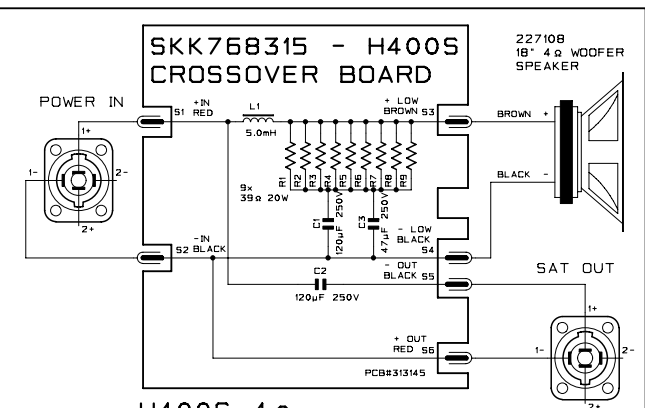 SKK768315 - H400S
CROSSOVER BOARD
227108
18" 4Ω WOOFER
SPEAKER
POWER IN
S1
+IN
RED
L1
5.0mH
+ LOW
BROWN
S3
BROWN
+
1+
1-
2-
2+
9x
39Ω 20W
R1
R2
R3
R4
R5
R6
R7
R8
R9
BLACK
-
C1
120µF 250V
C3
47µF 250V
S2
-IN
BLACK
- LOW
BLACK
S4
- OUT
BLACK
S5
C2
120µF 250V
SAT OUT
+ OUT
RED
S6
PCB#313145
1+
1-
2-
2+